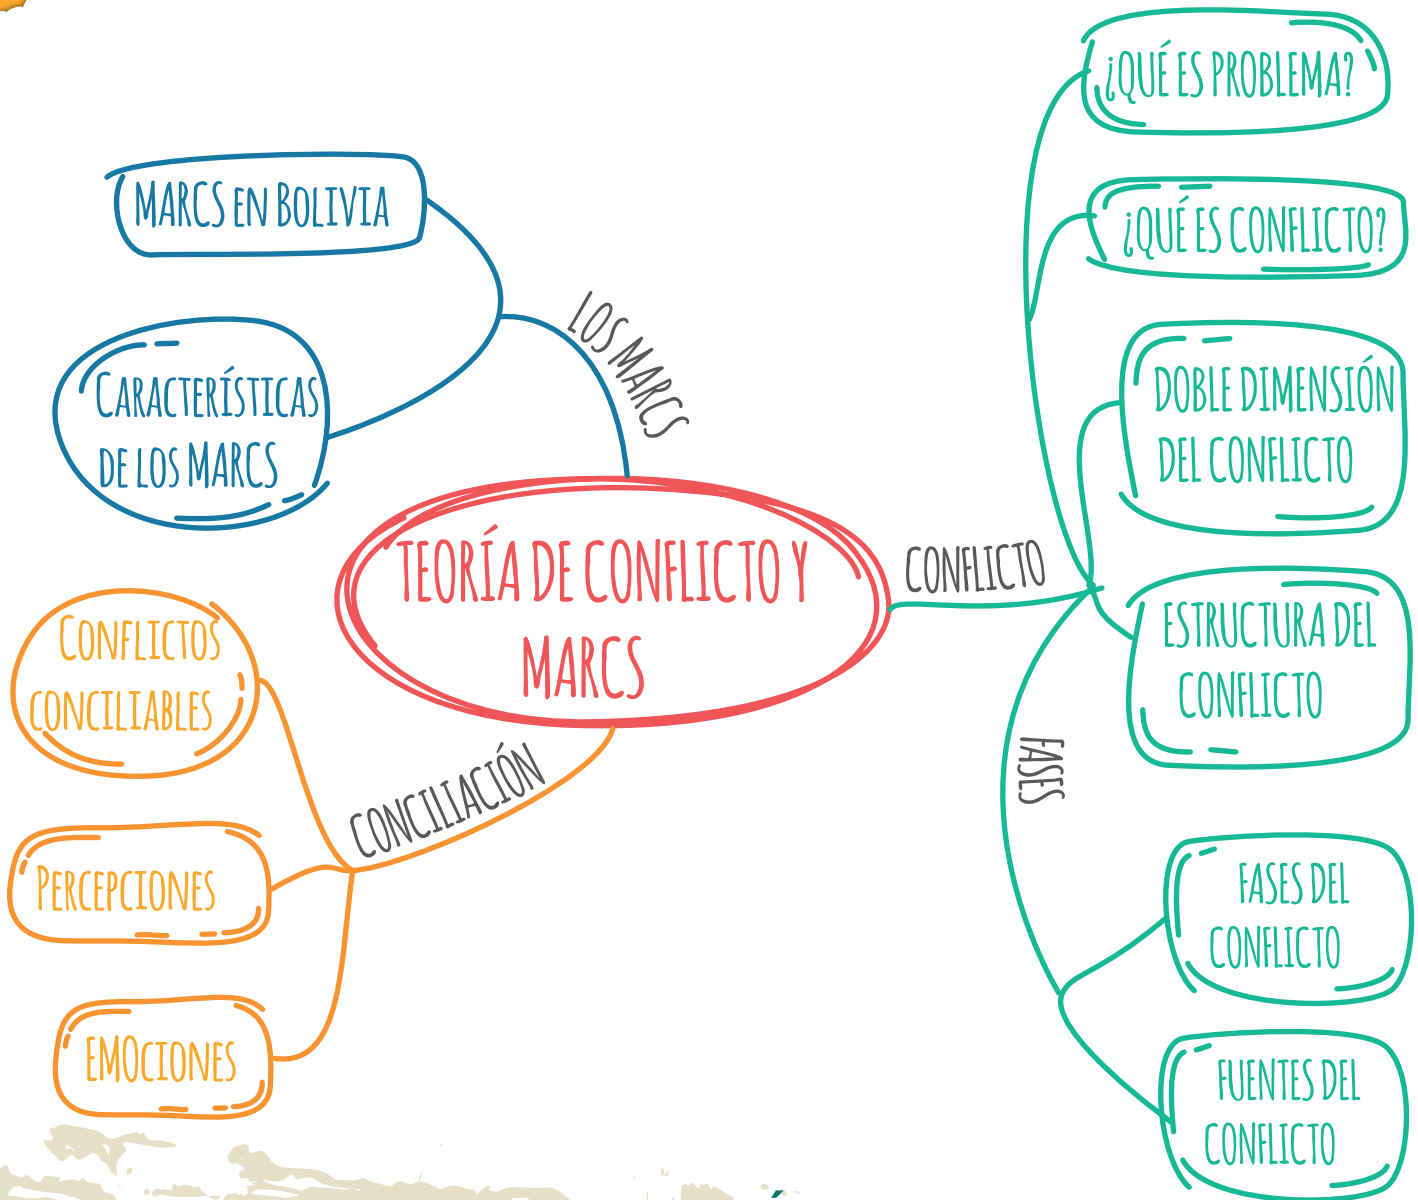 ¿QUÉ ES PROBLEMA?
MARCS EN BOLIVIA
¿QUÉ ES CONFLICTO?
LOS MARCS
CARACTERÍSTICAS
DE LOS MARCS
DOBLE DIMENSIÓN
DEL CONFLICTO
TEORÍA DE CONFLICTO Y
MARCS
CONFLICTO
ESTRUCTURA DEL
CONFLICTO
CONFLICTOS
CONCILIABLES
CONCILIACIÓN
FASES
PERCEPCIONES
FASES DEL
CONFLICTO
EMOCIONES
FUENTES DEL
CONFLICTO